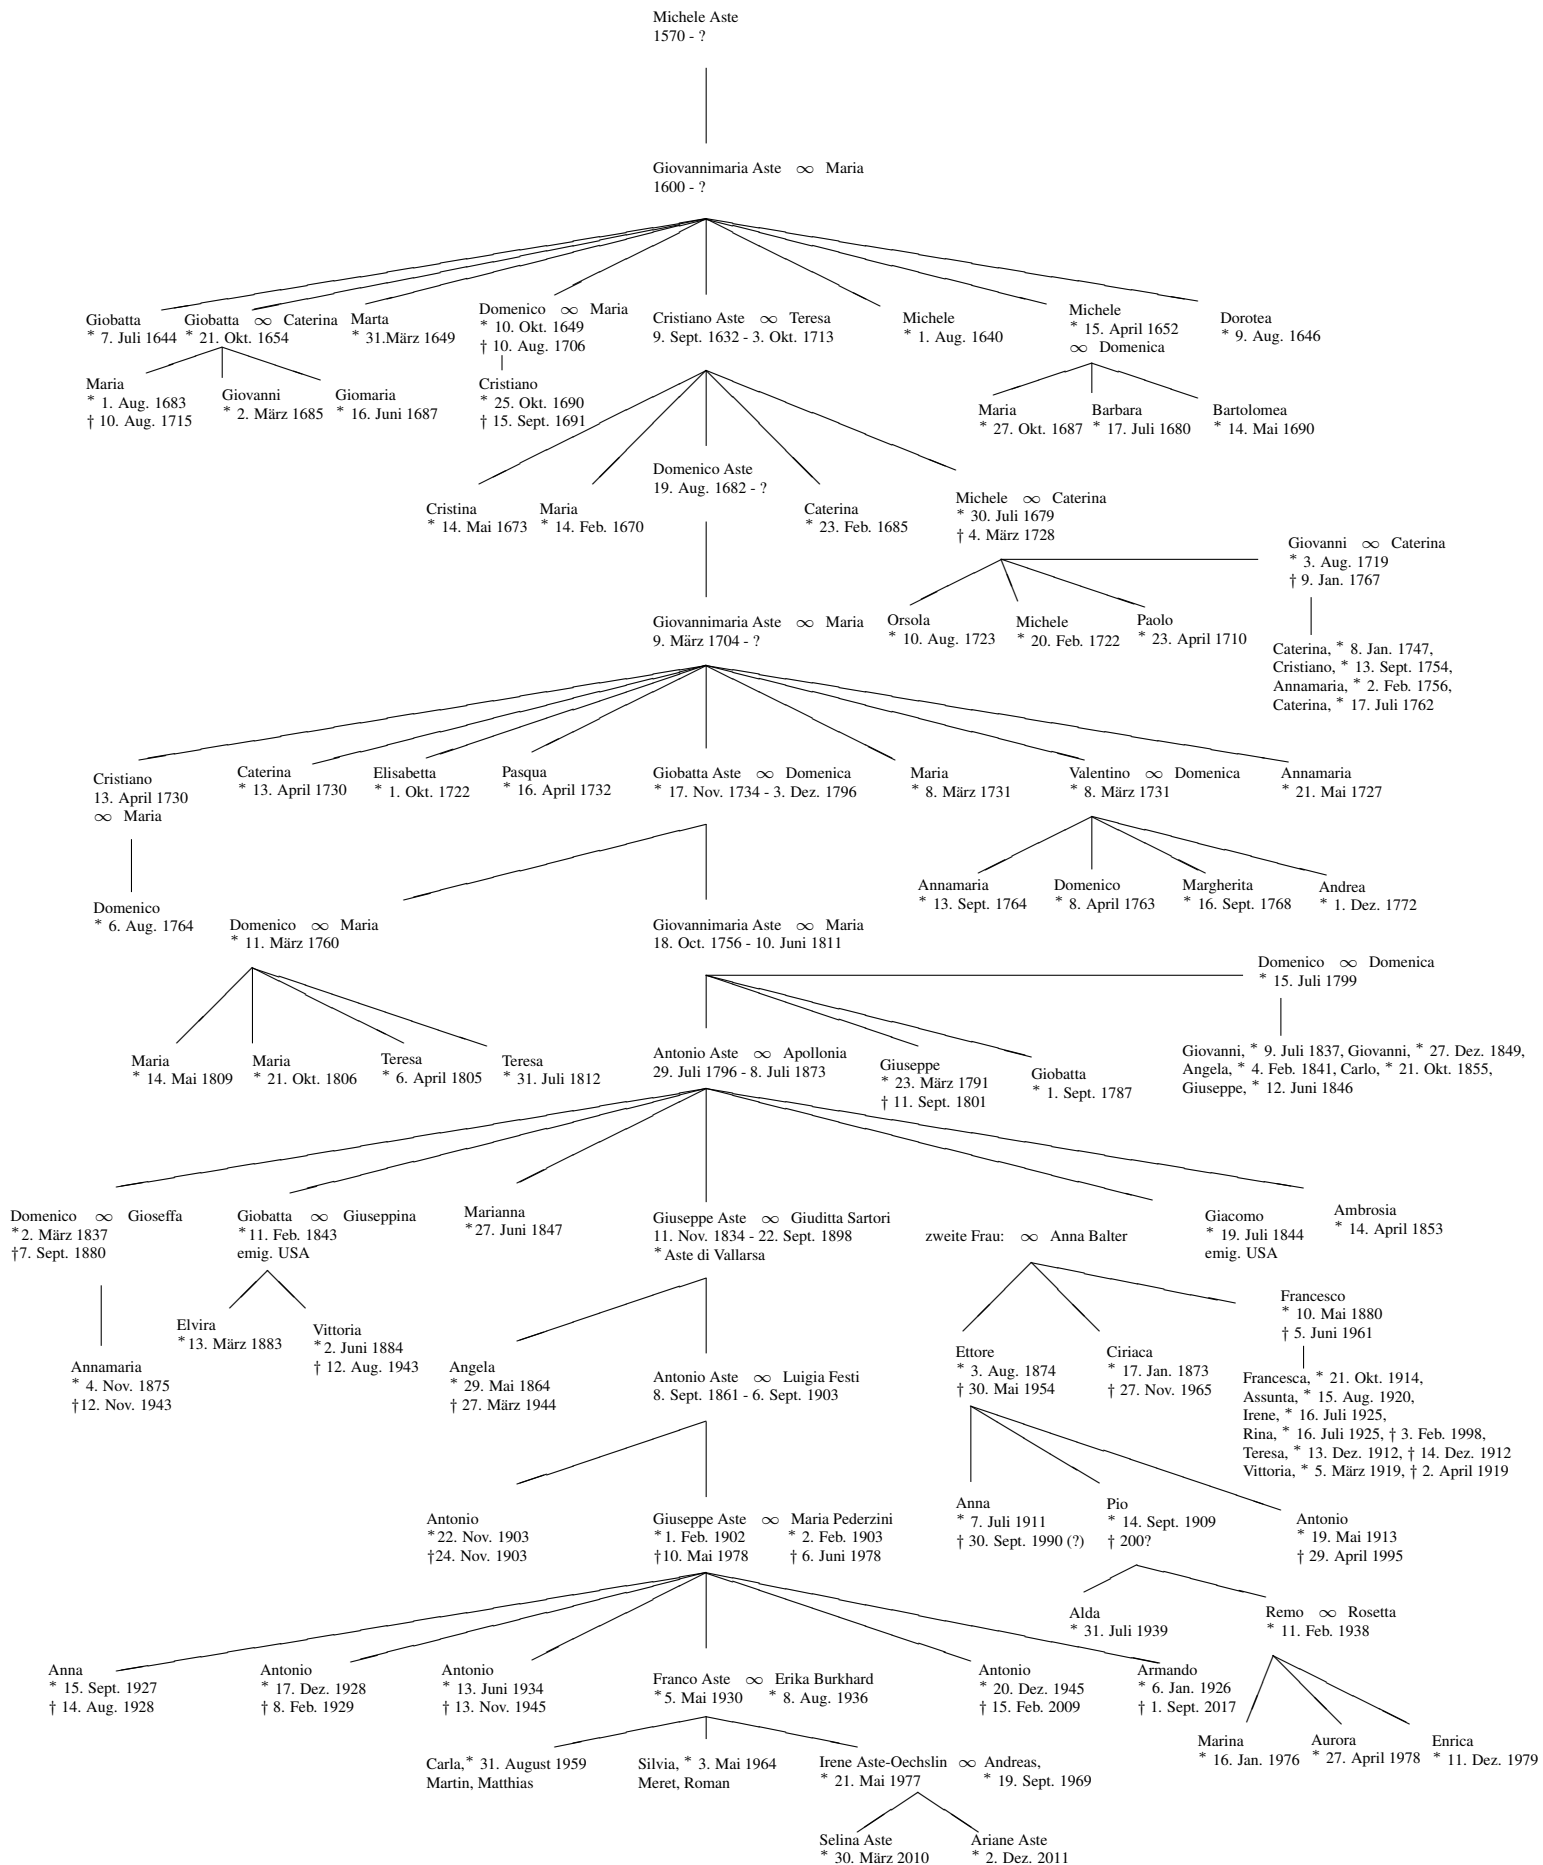 Michele Aste
1570 - ?
Giovannimaria Aste ∞ Maria
1600 - ?
Giobatta
* 7. Juli 1644
Giobatta ∞ Caterina
* 21. Okt. 1654
Marta
* 31.März 1649
Domenico ∞ Maria
* 10. Okt. 1649
† 10. Aug. 1706
Cristiano Aste ∞ Teresa
9. Sept. 1632 - 3. Okt. 1713
Michele
* 1. Aug. 1640
Michele
* 15. April 1652
∞ Domenica
Dorotea
* 9. Aug. 1646
Maria
* 1. Aug. 1683
† 10. Aug. 1715
Giovanni
* 2. März 1685
Giomaria
* 16. Juni 1687
Cristiano
* 25. Okt. 1690
† 15. Sept. 1691
Maria
* 27. Okt. 1687
Barbara
* 17. Juli 1680
Bartolomea
* 14. Mai 1690
Cristina
* 14. Mai 1673
Maria
* 14. Feb. 1670
Domenico Aste
19. Aug. 1682 - ?
Caterina
* 23. Feb. 1685
Michele ∞ Caterina
* 30. Juli 1679
† 4. März 1728
Giovanni ∞ Caterina
* 3. Aug. 1719
† 9. Jan. 1767
Giovannimaria Aste ∞ Maria
9. März 1704 - ?
Orsola
* 10. Aug. 1723
Michele
* 20. Feb. 1722
Paolo
* 23. April 1710
Caterina, * 8. Jan. 1747,
Cristiano, * 13. Sept. 1754,
Annamaria, * 2. Feb. 1756,
Caterina, * 17. Juli 1762
Cristiano
13. April 1730
∞ Maria
Caterina
* 13. April 1730
Elisabetta
* 1. Okt. 1722
Pasqua
* 16. April 1732
Giobatta Aste ∞ Domenica
* 17. Nov. 1734 - 3. Dez. 1796
Maria
* 8. März 1731
Valentino ∞ Domenica
* 8. März 1731
Annamaria
* 21. Mai 1727
Domenico
* 6. Aug. 1764
Domenico ∞ Maria
* 11. März 1760
Giovannimaria Aste ∞ Maria
18. Oct. 1756 - 10. Juni 1811
Annamaria
* 13. Sept. 1764
Domenico
* 8. April 1763
Margherita
* 16. Sept. 1768
Andrea
* 1. Dez. 1772
Domenico ∞ Domenica
* 15. Juli 1799
Maria
* 14. Mai 1809
Maria
* 21. Okt. 1806
Teresa
* 6. April 1805
Teresa
* 31. Juli 1812
Antonio Aste ∞ Apollonia
29. Juli 1796 - 8. Juli 1873
Giuseppe
* 23. März 1791
† 11. Sept. 1801
Giobatta
* 1. Sept. 1787
Giovanni, * 9. Juli 1837, Giovanni, * 27. Dez. 1849,
Angela, * 4. Feb. 1841, Carlo, * 21. Okt. 1855,
Giuseppe, * 12. Juni 1846
Domenico ∞ Gioseffa
*2. März 1837
†7. Sept. 1880
Giobatta ∞ Giuseppina
*11. Feb. 1843
emig. USA
Marianna
*27. Juni 1847
Giuseppe Aste ∞ Giuditta Sartori
11. Nov. 1834 - 22. Sept. 1898
*Aste di Vallarsa
zweite Frau: ∞ Anna Balter
Giacomo
* 19. Juli 1844
emig. USA
Ambrosia
* 14. April 1853
Annamaria
* 4. Nov. 1875
†12. Nov. 1943
Elvira
*13. März 1883
Vittoria
*2. Juni 1884
† 12. Aug. 1943
Angela
* 29. Mai 1864
† 27. März 1944
Antonio Aste ∞ Luigia Festi
8. Sept. 1861 - 6. Sept. 1903
Ettore
* 3. Aug. 1874
† 30. Mai 1954
Ciriaca
* 17. Jan. 1873
† 27. Nov. 1965
Francesco
* 10. Mai 1880
† 5. Juni 1961
Francesca, * 21. Okt. 1914,
Assunta, * 15. Aug. 1920,
Irene, * 16. Juli 1925,
Rina, * 16. Juli 1925, † 3. Feb. 1998,
Teresa, * 13. Dez. 1912, † 14. Dez. 1912
Vittoria, * 5. März 1919, † 2. April 1919
Antonio
*22. Nov. 1903
†24. Nov. 1903
Giuseppe Aste ∞ Maria Pederzini
*1. Feb. 1902 * 2. Feb. 1903
†10. Mai 1978 † 6. Juni 1978
Anna
* 7. Juli 1911
† 30. Sept. 1990 (?)
Pio
* 14. Sept. 1909
† 200?
Antonio
* 19. Mai 1913
† 29. April 1995
Alda
* 31. Juli 1939
Remo ∞ Rosetta
* 11. Feb. 1938
Anna
* 15. Sept. 1927
† 14. Aug. 1928
Antonio
* 17. Dez. 1928
† 8. Feb. 1929
Antonio
* 13. Juni 1934
† 13. Nov. 1945
Franco Aste ∞ Erika Burkhard
*5. Mai 1930 * 8. Aug. 1936
Antonio
* 20. Dez. 1945
† 15. Feb. 2009
Armando
* 6. Jan. 1926
† 1. Sept. 2017
Marina
* 16. Jan. 1976
Aurora
* 27. April 1978
Enrica
* 11. Dez. 1979
Carla,* 31. August 1959
Martin, Matthias
Silvia, * 3. Mai 1964
Meret, Roman
Irene Aste-Oechslin ∞ Andreas,
* 21. Mai 1977 * 19. Sept. 1969
Selina Aste
* 30. März 2010
Ariane Aste
* 2. Dez. 2011